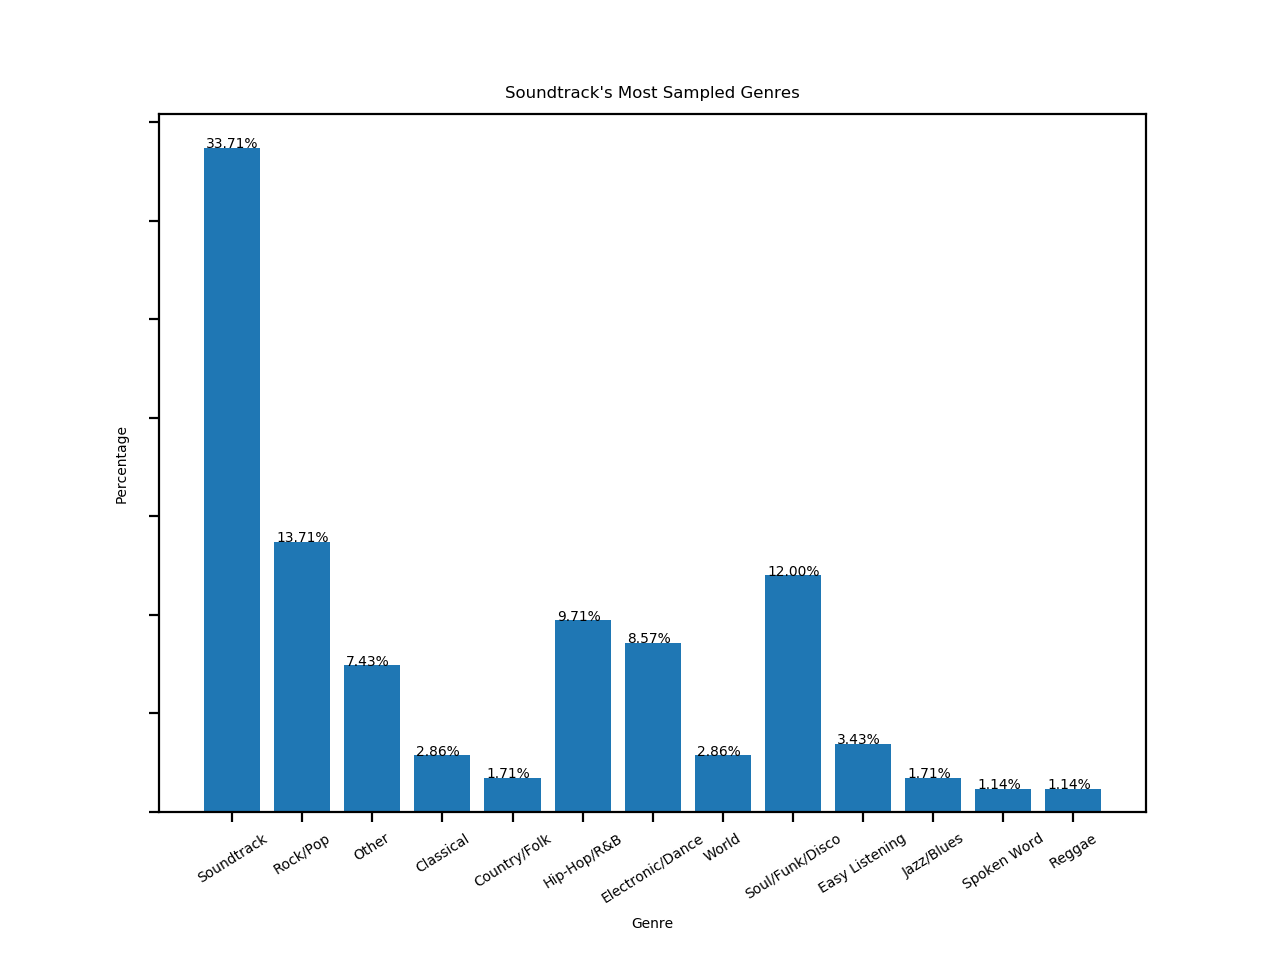 Soundtrack's Most Sampled Genres
33.71%
13.71%
7.43%
2.86%
1.71%
9.71%
8.57%
2.86%
12.00%
3.43%
1.71%
1.14%
1.14%
Percentage
Soundtrack
Rock/Pop
Other
Classical
Country/Folk
Hip-Hop/R&B
Electronic/Dance
World
Soul/Funk/Disco
Easy Listening
Jazz/Blues
Spoken Word
Reggae
Genre